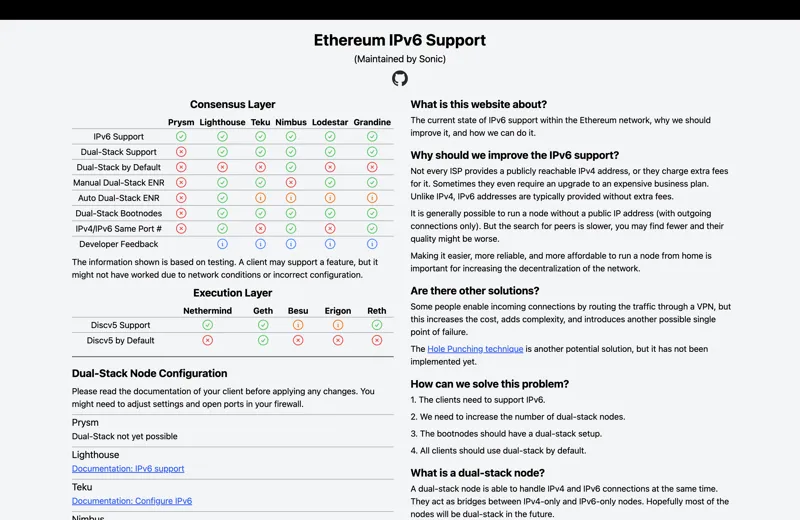 Ethereum IPv6 Support
(Maintained by Sonic)
Consensus Layer
Prysm Lighthouse Teku Nimbus Lodestar Grandine
IPv6 Support
Dual-Stack Support
Dual-Stack by Default
Manual Dual-Stack ENR
Auto Dual-Stack ENR
Dual-Stack Bootnodes
IPv4/IPv6 Same Port #
Developer Feedback
The information shown is based on testing. A client may support a feature, but it
might not have worked due to network conditions or incorrect configuration.
Execution Layer
Nethermind Geth Besu Erigon Reth
Discv5 Support
Discv5 by Default
Dual-Stack Node Configuration
Please read the documentation of your client before applying any changes. You
might need to adjust settings and open ports in your firewall.
Prysm
Dual-Stack not yet possible
Lighthouse
Documentation: IPv6 support
Teku
Documentation: Configure IPv6
Nimbus
What is this website about?
The current state of IPv6 support within the Ethereum network, why we should
improve it, and how we can do it.
Why should we improve the IPv6 support?
Not every ISP provides a publicly reachable IPv4 address, or they charge extra fees
for it. Sometimes they even require an upgrade to an expensive business plan.
Unlike IPv4, IPv6 addresses are typically provided without extra fees.
It is generally possible to run a node without a public IP address (with outgoing
connections only). But the search for peers is slower, you may find fewer and their
quality might be worse.
Making it easier, more reliable, and more affordable to run a node from home is
important for increasing the decentralization of the network.
Are there other solutions?
Some people enable incoming connections by routing the traffic through a VPN, but
this increases the cost, adds complexity, and introduces another possible single
point of failure.
The Hole Punching technique is another potential solution, but it has not been
implemented yet.
How can we solve this problem?
1. The clients need to support IPv6.
2. We need to increase the number of dual-stack nodes.
3. The bootnodes should have a dual-stack setup.
4. All clients should use dual-stack by default.
What is a dual-stack node?
A dual-stack node is able to handle IPv4 and IPv6 connections at the same time.
They act as bridges between IPv4-only and IPv6-only nodes. Hopefully most of the
nodes will be dual-stack in the future.